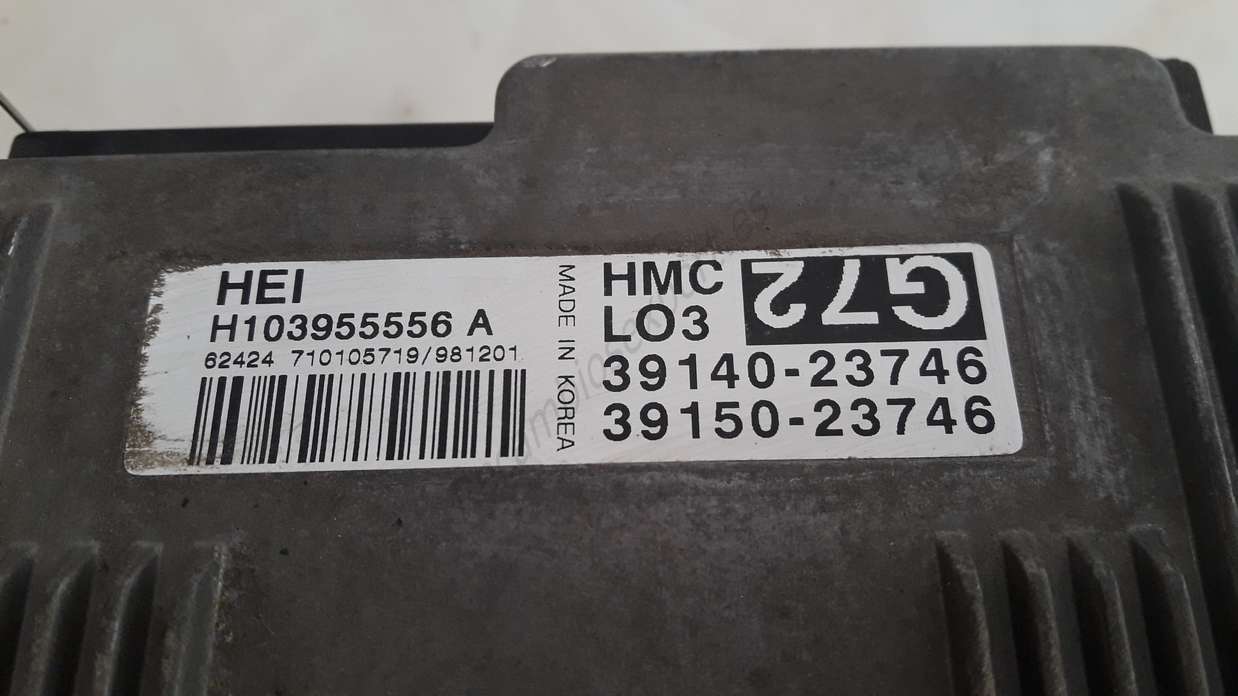 HEI
H103955556 A
62424 710105719/981201
MADE IN KOREA
HMC
LO3
G72
39140-23746
39150-23746